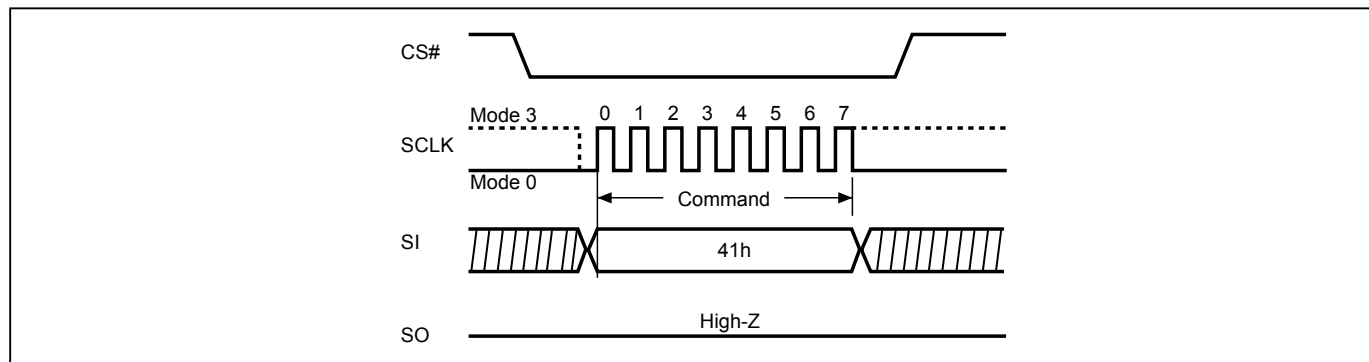 CS#
Mode 3
0 1 2 3 4 5 6 7
SCLK
Mode 0
Command
SI
41h
High-Z
SO